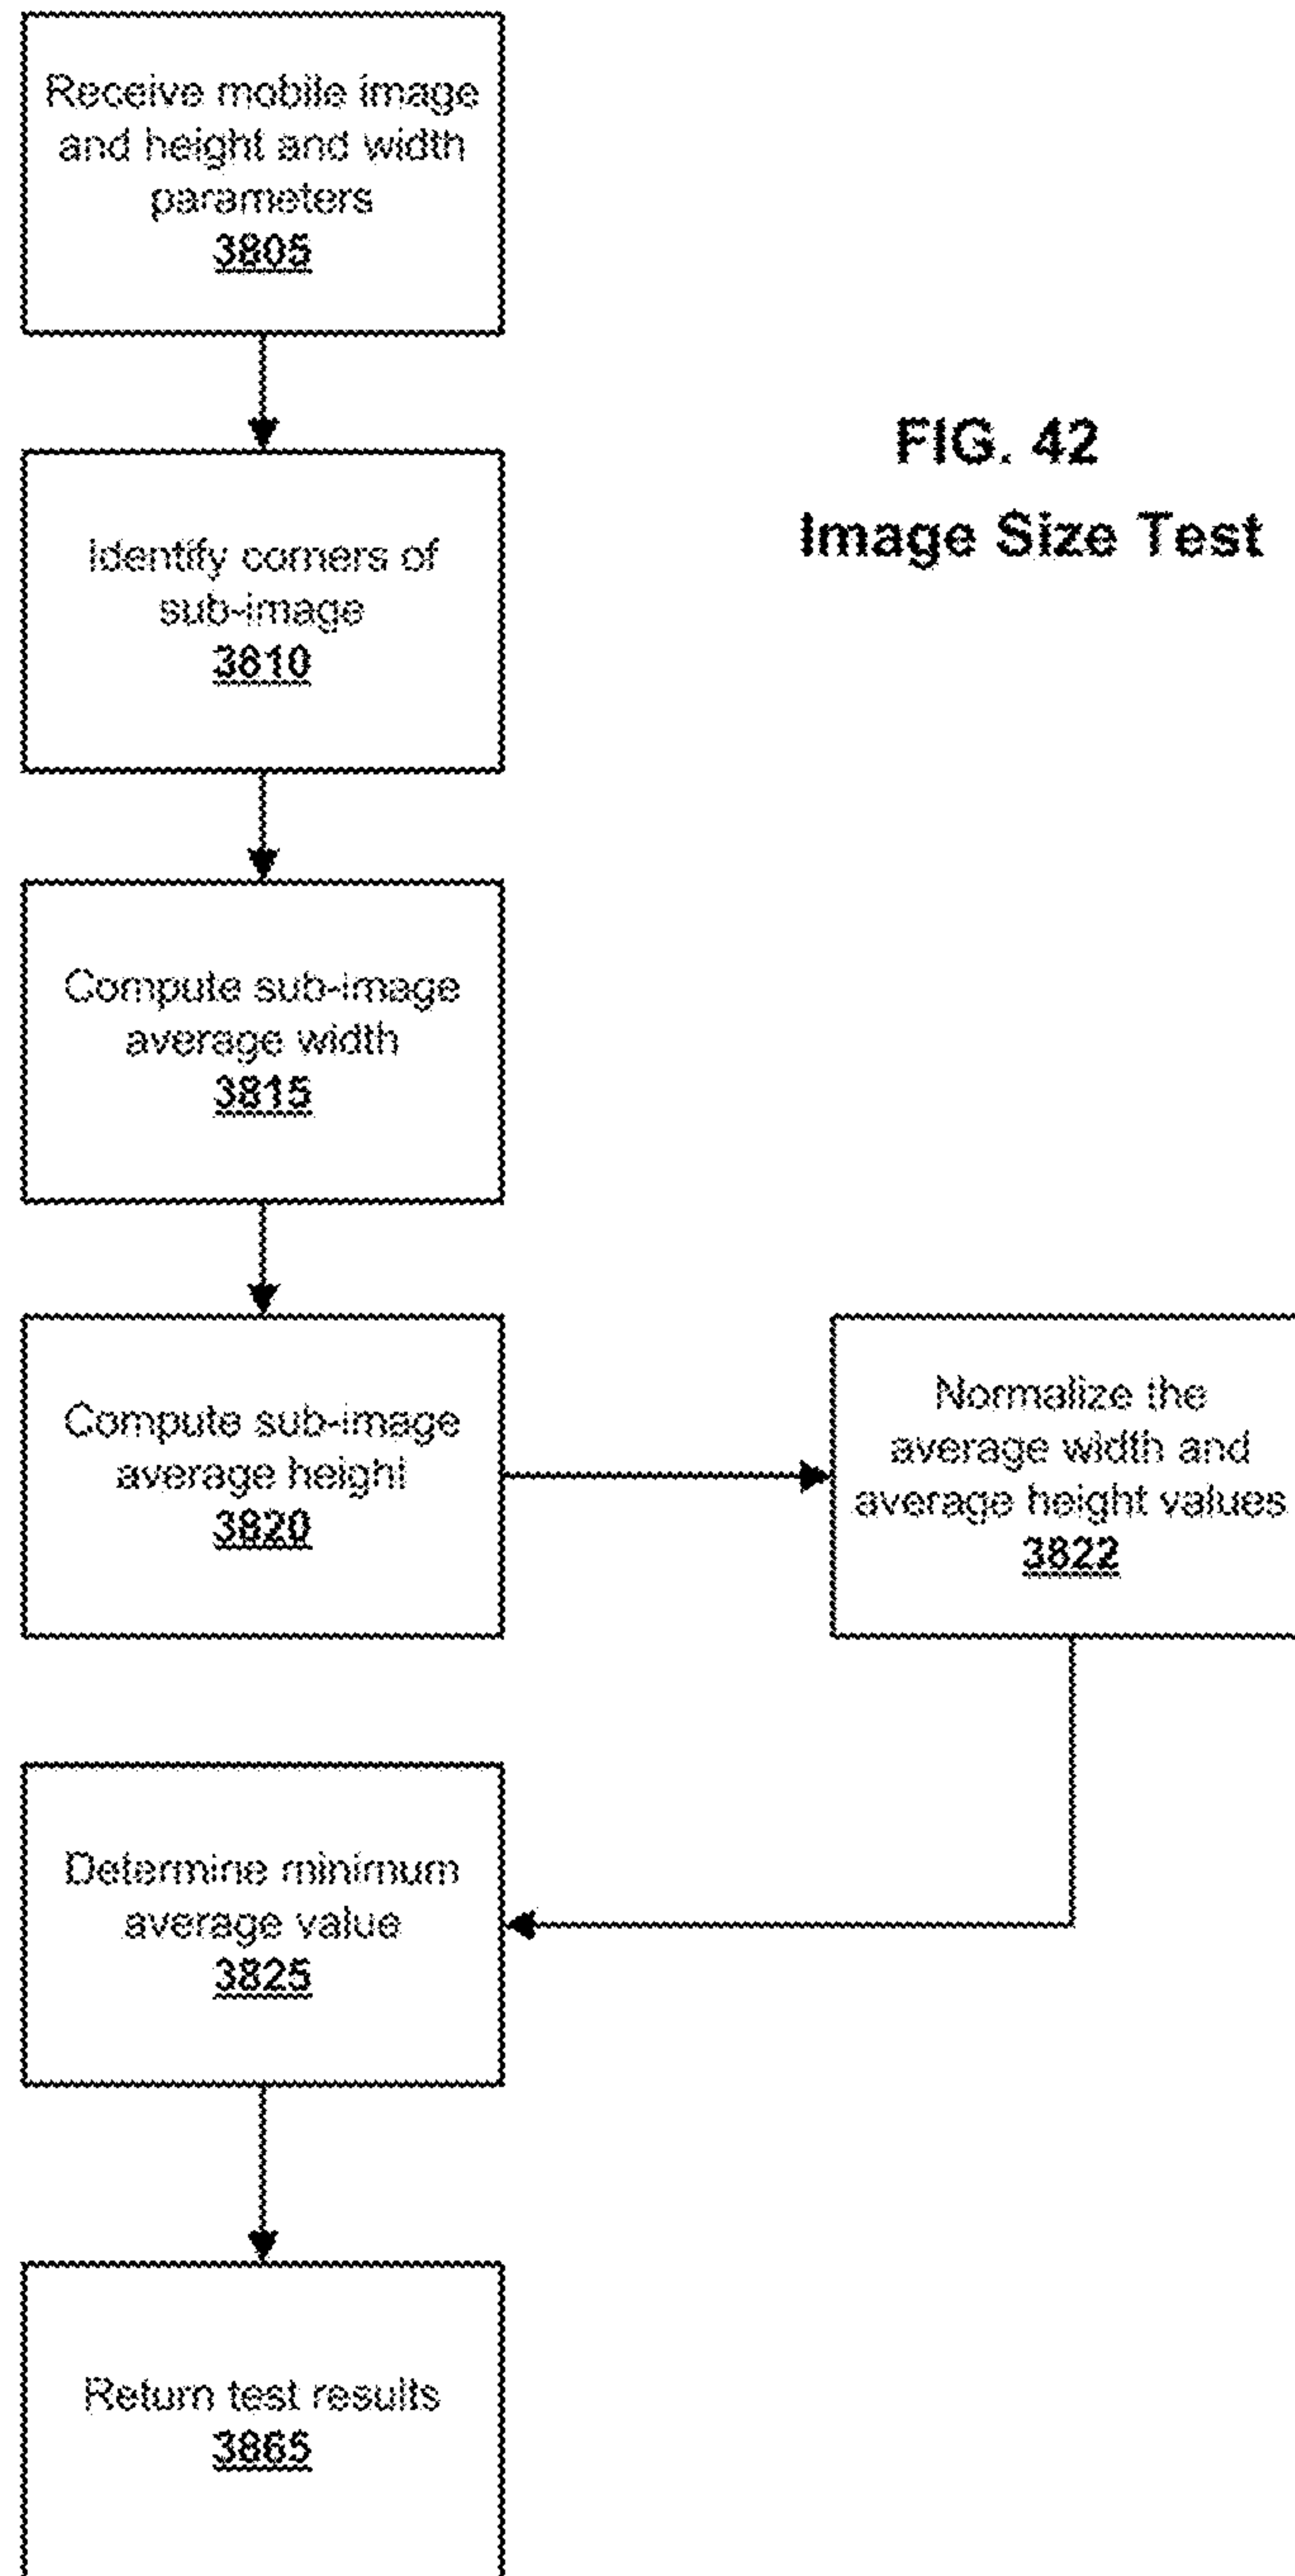 Receive mobile image
and height and width
parameters
3805
FIG. 42
Image Size Test
Identify corners of
sub-image
3810
Compute sub-image
average width
3815
Compute sub-image
average height
3820
Normalize the
average width and
average height values
3822
Determine minimum
average value
3825
Return test results
3865